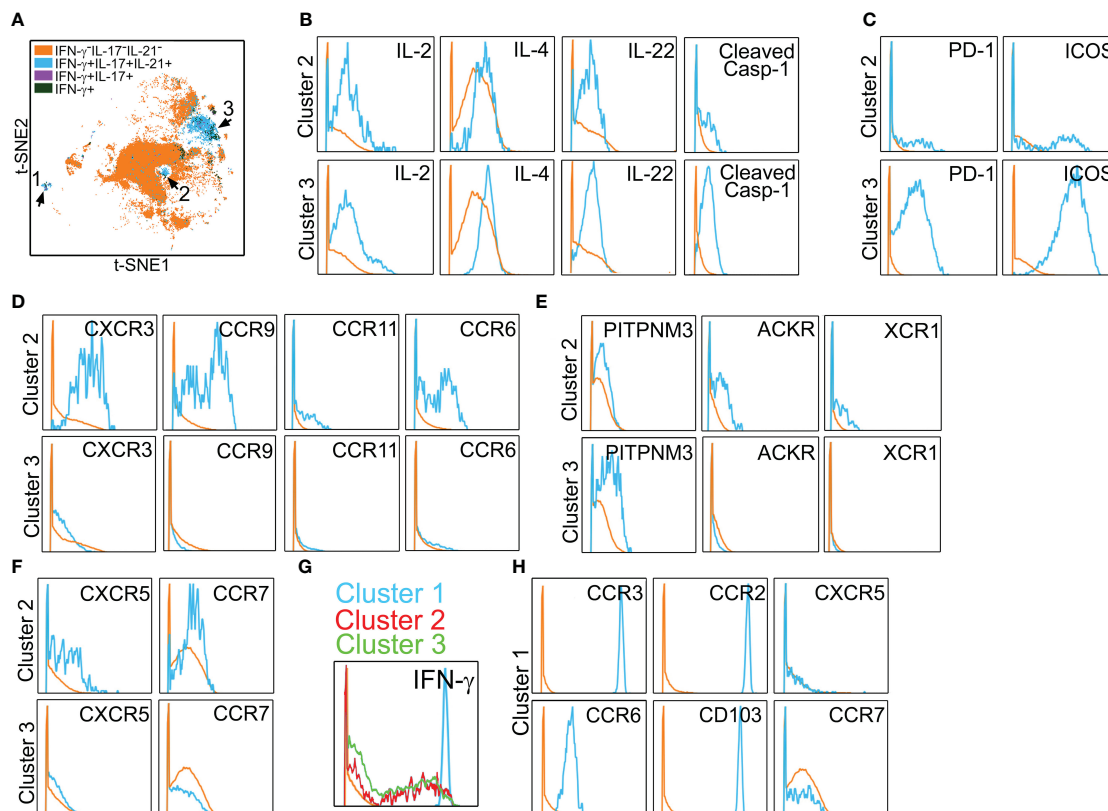 A
IFN-γ⁻IL-17⁻IL-21⁻
IFN-γ+IL-17+IL-21+
IFN-γ+IL-17+
IFN-γ+
1
2
3
t-SNE2
t-SNE1
B
Cluster 2
IL-2
IL-4
IL-22
Cleaved
Casp-1
Cluster 3
IL-2
IL-4
IL-22
Cleaved
Casp-1
C
Cluster 2
PD-1
ICOS
Cluster 3
PD-1
ICOS
D
Cluster 2
CXCR3
CCR9
CCR11
CCR6
Cluster 3
CXCR3
CCR9
CCR11
CCR6
E
Cluster 2
PITPNM3
ACKR
XCR1
Cluster 3
PITPNM3
ACKR
XCR1
F
Cluster 2
CXCR5
CCR7
Cluster 3
CXCR5
CCR7
G
Cluster 1
Cluster 2
Cluster 3
IFN-γ
H
Cluster 1
CCR3
CCR2
CXCR5
CCR6
CD103
CCR7